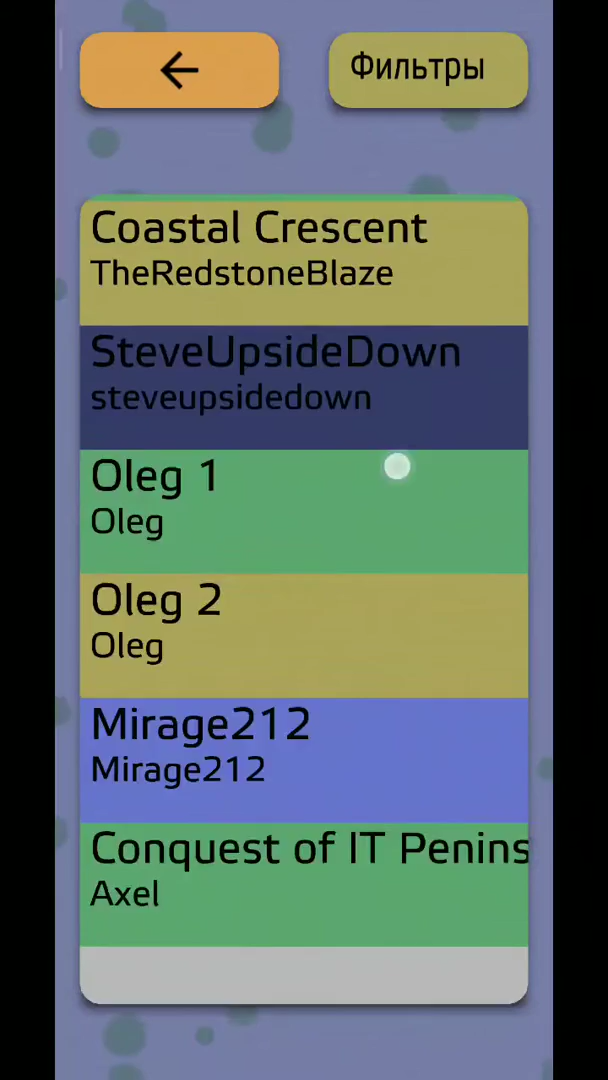 Фильтры
Coastal Crescent
TheRedstoneBlaze
SteveUpsideDown
steveupsidedown
Oleg 1
Oleg
Oleg 2
Oleg
Mirage212
Mirage212
Conquest of IT Penins
Axel